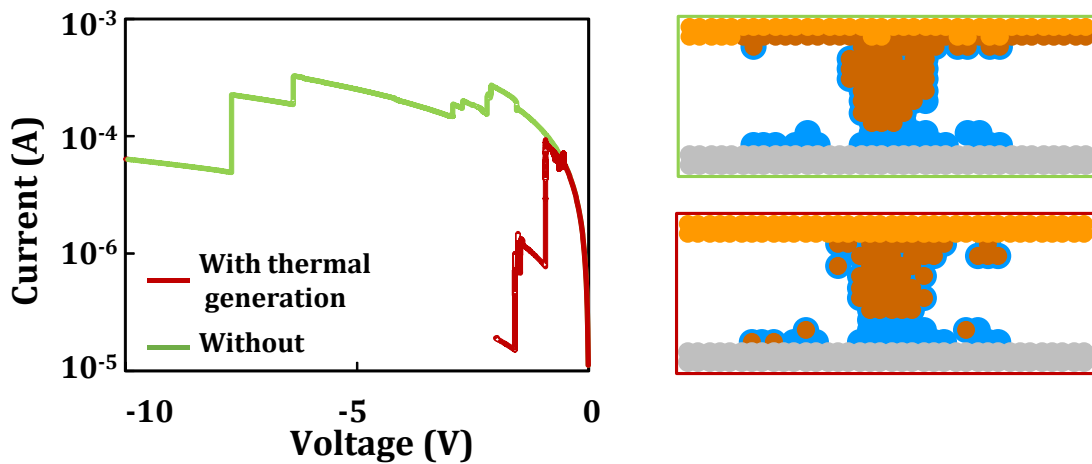 10-3
10-4
10-6
10-5
Current (A)
With thermal
generation
Without
-10
-5
0
Voltage (V)